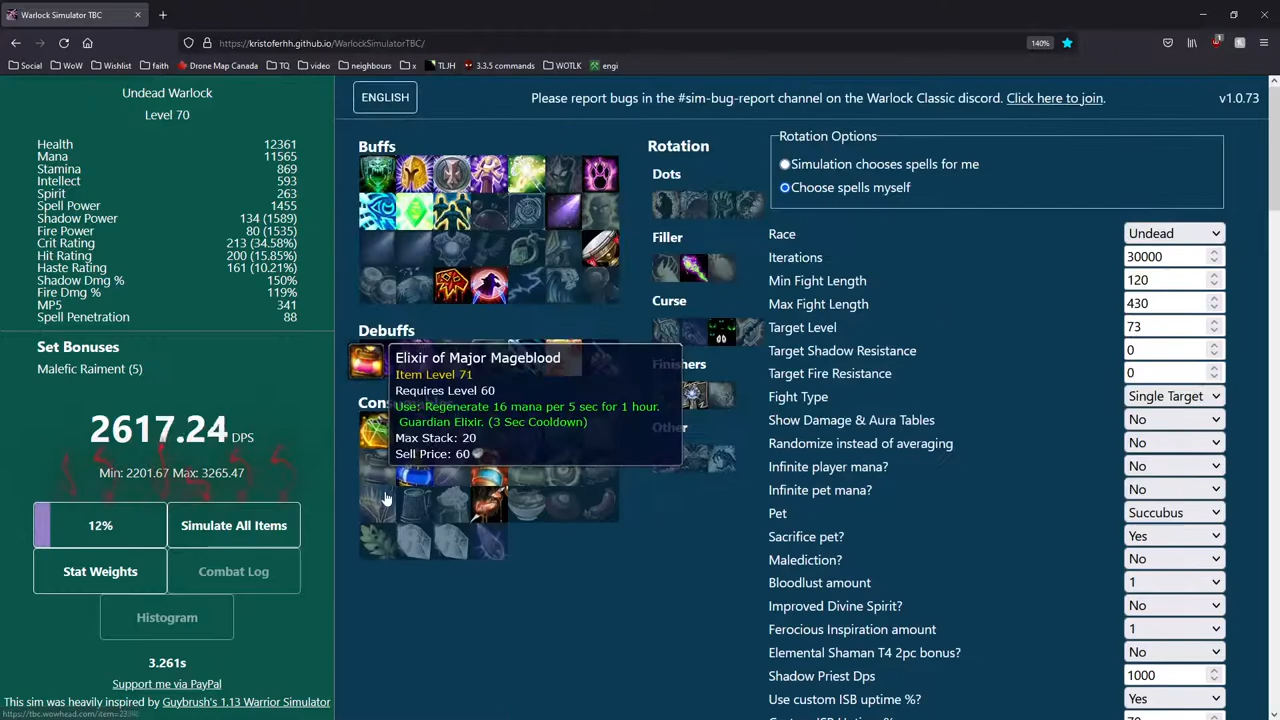 Warlock Simulator TBC
https://kristoferhh.github.io/WarlockSimulatorTBC/
140%
Social
WoW
Wishlist
faith
Drone Map Canada
TQ
video
neighbours
x
TLJH
3.3.5 commands
WOTLK
engi
Undead Warlock
Level 70
Health 12361
Mana 11565
Stamina 869
Intellect 593
Spirit 263
Spell Power 1455
Shadow Power 134 (1589)
Fire Power 80 (1535)
Crit Rating 213 (34.58%)
Hit Rating 200 (15.85%)
Haste Rating 161 (10.21%)
Shadow Dmg % 150%
Fire Dmg % 119%
MP5 341
Spell Penetration 88
Set Bonuses
Malefic Raiment (5)
2617.24 DPS
Min: 2201.67 Max: 3265.47
12%
Simulate All Items
Stat Weights
Combat Log
Histogram
3.261s
Support me via PayPal
This sim was heavily inspired by Guybrush's 1.13 Warrior Simulator
ENGLISH
Please report bugs in the #sim-bug-report channel on the Warlock Classic discord. Click here to join.
v1.0.73
Buffs
Debuffs
Elixir of Major Mageblood
Item Level 71
Requires Level 60
Use: Regenerate 16 mana per 5 sec for 1 hour.
Guardian Elixir. (3 Sec Cooldown)
Max Stack: 20
Sell Price: 60
Rotation
Dots
Filler
Curse
Finishers
Rotation Options
Simulation chooses spells for me
Choose spells myself
Race Undead
Iterations 30000
Min Fight Length 120
Max Fight Length 430
Target Level 73
Target Shadow Resistance 0
Target Fire Resistance 0
Fight Type Single Target
Show Damage & Aura Tables No
Randomize instead of averaging No
Infinite player mana? No
Infinite pet mana? No
Pet Succubus
Sacrifice pet? Yes
Malediction? No
Bloodlust amount 1
Improved Divine Spirit? No
Ferocious Inspiration amount 1
Elemental Shaman T4 2pc bonus? No
Shadow Priest Dps 1000
Use custom ISB uptime %? Yes